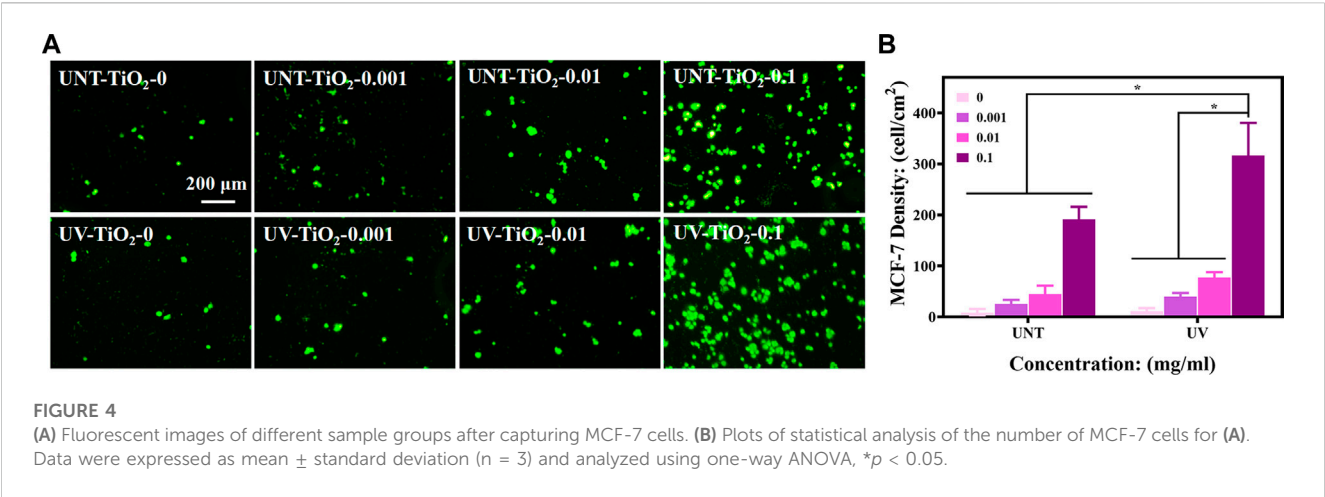 A
UNT-TiO₂-0
UNT-TiO₂-0.001
UNT-TiO₂-0.01
UNT-TiO₂-0.1
200 µm
UV-TiO₂-0
UV-TiO₂-0.001
UV-TiO₂-0.01
UV-TiO₂-0.1
B
MCF-7 Density: (cell/cm²)
400
300
200
100
0
0
0.001
0.01
0.1
*
*
UNT
UV
Concentration: (mg/ml)
FIGURE 4
(A) Fluorescent images of different sample groups after capturing MCF-7 cells. (B) Plots of statistical analysis of the number of MCF-7 cells for (A).
Data were expressed as mean ± standard deviation (n = 3) and analyzed using one-way ANOVA, *p < 0.05.